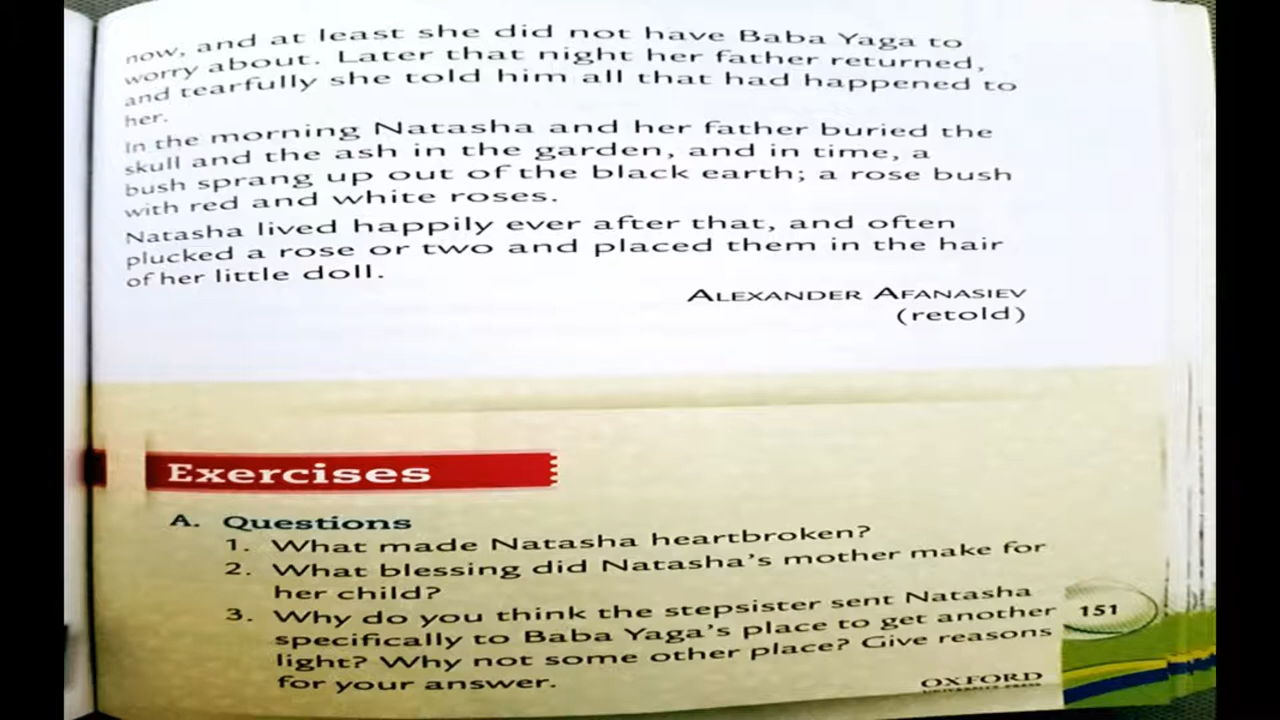 now, and at least she did not have Baba Yaga to
worry about. Later that night her father returned,
and tearfully she told him all that had happened to
her.
In the morning Natasha and her father buried the
skull and the ash in the garden, and in time, a
bush sprang up out of the black earth; a rose bush
with red and white roses.
Natasha lived happily ever after that, and often
plucked a rose or two and placed them in the hair
of her little doll.
ALEXANDER AFANASIEV
(retold)
Exercises
A. Questions
1. What made Natasha heartbroken?
2. What blessing did Natasha's mother make for
her child?
3. Why do you think the stepsister sent Natasha
specifically to Baba Yaga's place to get another
light? Why not some other place? Give reasons
for your answer.
151
OXFORD
UNIVERSITY PRESS